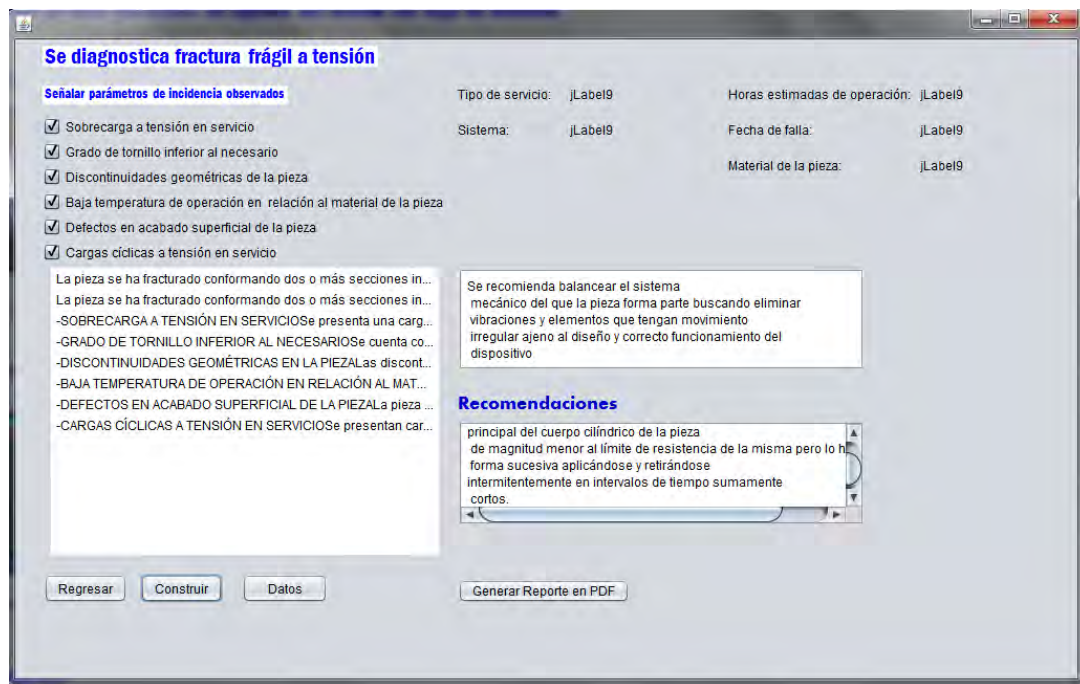 Se diagnostica fractura frágil a tensión
Señalar parámetros de incidencia observados
Sobrecarga a tensión en servicio
Grado de tornillo inferior al necesario
Discontinuidades geométricas de la pieza
Baja temperatura de operación en relación al material de la pieza
Defectos en acabado superficial de la pieza
Cargas cíclicas a tensión en servicio
Tipo de servicio: jLabel9
Sistema: jLabel9
Horas estimadas de operación: jLabel9
Fecha de falla: jLabel9
Material de la pieza: jLabel9
La pieza se ha fracturado conformando dos o más secciones in...
La pieza se ha fracturado conformando dos o más secciones in...
-SOBRECARGA A TENSIÓN EN SERVICIOSe presenta una carg...
-GRADO DE TORNILLO INFERIOR AL NECESARIOSe cuenta co...
-DISCONTINUIDADES GEOMÉTRICAS EN LA PIEZALas discont...
-BAJA TEMPERATURA DE OPERACIÓN EN RELACIÓN AL MAT...
-DEFECTOS EN ACABADO SUPERFICIAL DE LA PIEZALa pieza ...
-CARGAS CÍCLICAS A TENSIÓN EN SERVICIOSe presentan car...
Se recomienda balancear el sistema
mecánico del que la pieza forma parte buscando eliminar
vibraciones y elementos que tengan movimiento
irregular ajeno al diseño y correcto funcionamiento del
dispositivo
Recomendaciones
principal del cuerpo cilíndrico de la pieza
de magnitud menor al límite de resistencia de la misma pero lo h
forma sucesiva aplicándose y retirándose
intermitentemente en intervalos de tiempo sumamente
cortos.
Regresar
Construir
Datos
Generar Reporte en PDF